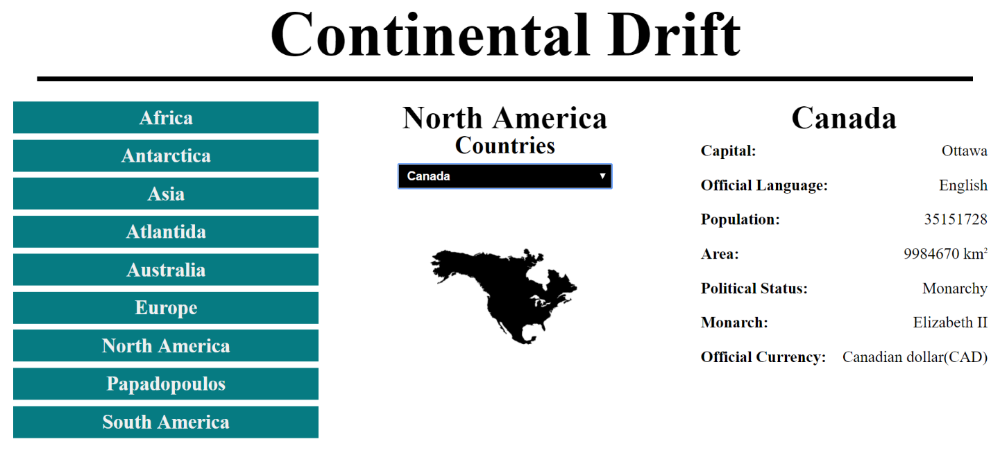 Continental Drift
Africa
Antarctica
Asia
Atlantida
Australia
Europe
North America
Papadopoulos
South America
North America
Countries
Canada
Canada
Capital: Ottawa
Official Language: English
Population: 35151728
Area: 9984670 km²
Political Status: Monarchy
Monarch: Elizabeth II
Official Currency: Canadian dollar(CAD)